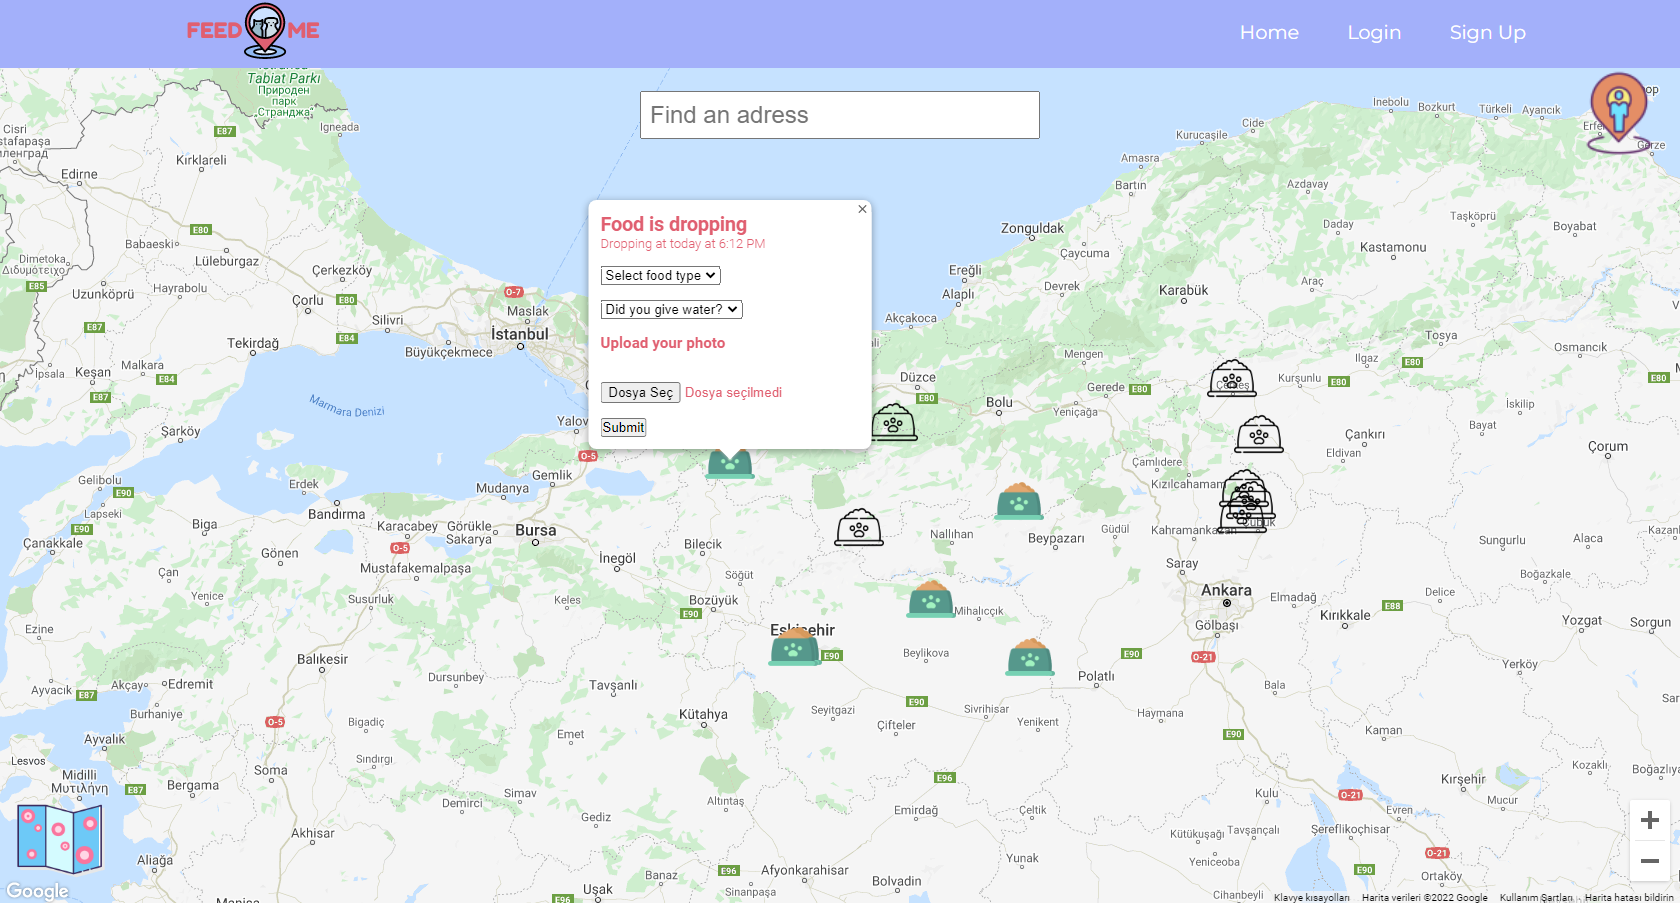 FEED ME
Home
Login
Sign Up
Tabiat Parkı
Природен
парк
"Странджа"
Igneada
Find an adress
Inebolu
Bozkurt
Türkeli
Ayancık
Gerze
Cide
Kurucaşile
Amasra
Bartın
Azdavay
Daday
Taşköprü
Boyabat
Kastamonu
Cisri
E87
Kırklareli
Edirne
E80
Babaeski
Lüleburgaz
Dimetoka
Διδυμότειχο
E85
Uzunköprü
Hayrabolu
Çerkezköy
Çorlu
E80
Silivri
E84
E87
Tekirdağ
Büyükçekmece
O-7
Maslak
İstanbul
Malkara
Keşan
İpsala
E84
E87
Şarköy
Marmara Denizi
Food is dropping
Dropping at today at 6:12 PM
Select food type
Did you give water?
Upload your photo
Dosya Seç
Dosya seçilmedi
Submit
Zonguldak
Çaycuma
Ereğli
Alaplı
Devrek
Karabük
Akçakoca
Mengen
Düzce
E80
Bolu
Gerede
E80
Yeniçağa
Tosya
Osmancık
Ilgaz
E80
Kurşunlu
E80
E80
İskilip
Bayat
Çorum
Çankırı
Eldivan
Çamlıdere
Kızılcahamam
Çubuk
Kahramankazan
Sungurlu
Alaca
Gelibolu
E90
Lapseki
E90
Çanakkale
Erdek
Bandırma
Biga
Gönen
Karacabey
Görükle
Sakarya
O-5
Mustafakemalpaşa
Mudanya
Gemlik
O-5
Bursa
İnegöl
Bilecik
Söğüt
Bozüyük
E90
Nallıhan
Beypazarı
Güdül
Saray
Ankara
Elmadağ
Gölbaşı
Kırıkkale
E88
Delice
Boğazkale
Yozgat
Sorgun
Çan
Yenice
Susurluk
Keles
Ezine
Balıkesir
Dursunbey
Tavşanlı
Eskişehir
E90
Mihalıççık
Beylikova
Polatlı
E90
O-21
Bala
Yerköy
Ayvacık
E87
Akçay
Edremit
Burhaniye
O-5
Bigadiç
Emet
Kütahya
Seyitgazi
E90
Çifteler
Sivrihisar
Yenikent
Haymana
E90
Kaman
Ayvalık
Lesvos
Midilli
Μυτιλήνη
E87
Bergama
Soma
Sındırgı
Simav
Demirci
Gediz
Altıntaş
E96
Emirdağ
Çeltik
Kulu
O-21
Evren
Şereflikoçhisar
Kırşehir
Mucur
Kozaklı
Akhisar
Aliağa
Banaz
Uşak
E96
E96
Sinanpaşa
Afyonkarahisar
Bolvadin
Yunak
Kütükuşağı
Tavşançalı
Yeniceoba
Cihanbeyli
O-21
Ortaköy
Google
Klavye kısayolları
Harita verileri ©2022 Google
Kullanım Şartları
Harita hatası bildirin